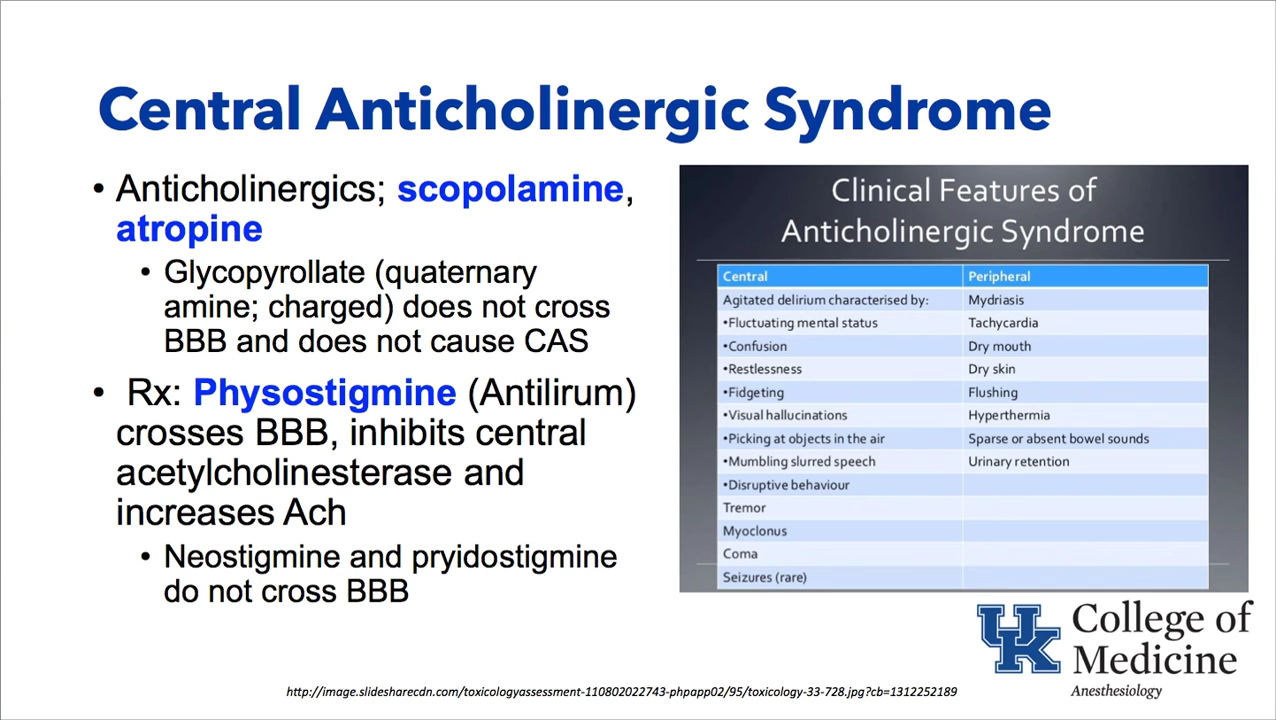 Central Anticholinergic Syndrome
• Anticholinergics; scopolamine,
atropine
• Glycopyrollate (quaternary
amine; charged) does not cross
BBB and does not cause CAS
• Rx: Physostigmine (Antilirum)
crosses BBB, inhibits central
acetylcholinesterase and
increases Ach
• Neostigmine and pryidostigmine
do not cross BBB
Clinical Features of
Anticholinergic Syndrome
Central Peripheral
Agitated delirium characterised by: Mydriasis
•Fluctuating mental status Tachycardia
•Confusion Dry mouth
•Restlessness Dry skin
•Fidgeting Flushing
•Visual hallucinations Hyperthermia
•Picking at objects in the air Sparse or absent bowel sounds
•Mumbling slurred speech Urinary retention
•Disruptive behaviour
Tremor
Myoclonus
Coma
Seizures (rare)
UK College of
Medicine
Anesthesiology
http://image.slidesharecdn.com/toxicologyassessment-110802022743-phpapp02/95/toxicology-33-728.jpg?cb=1312252189